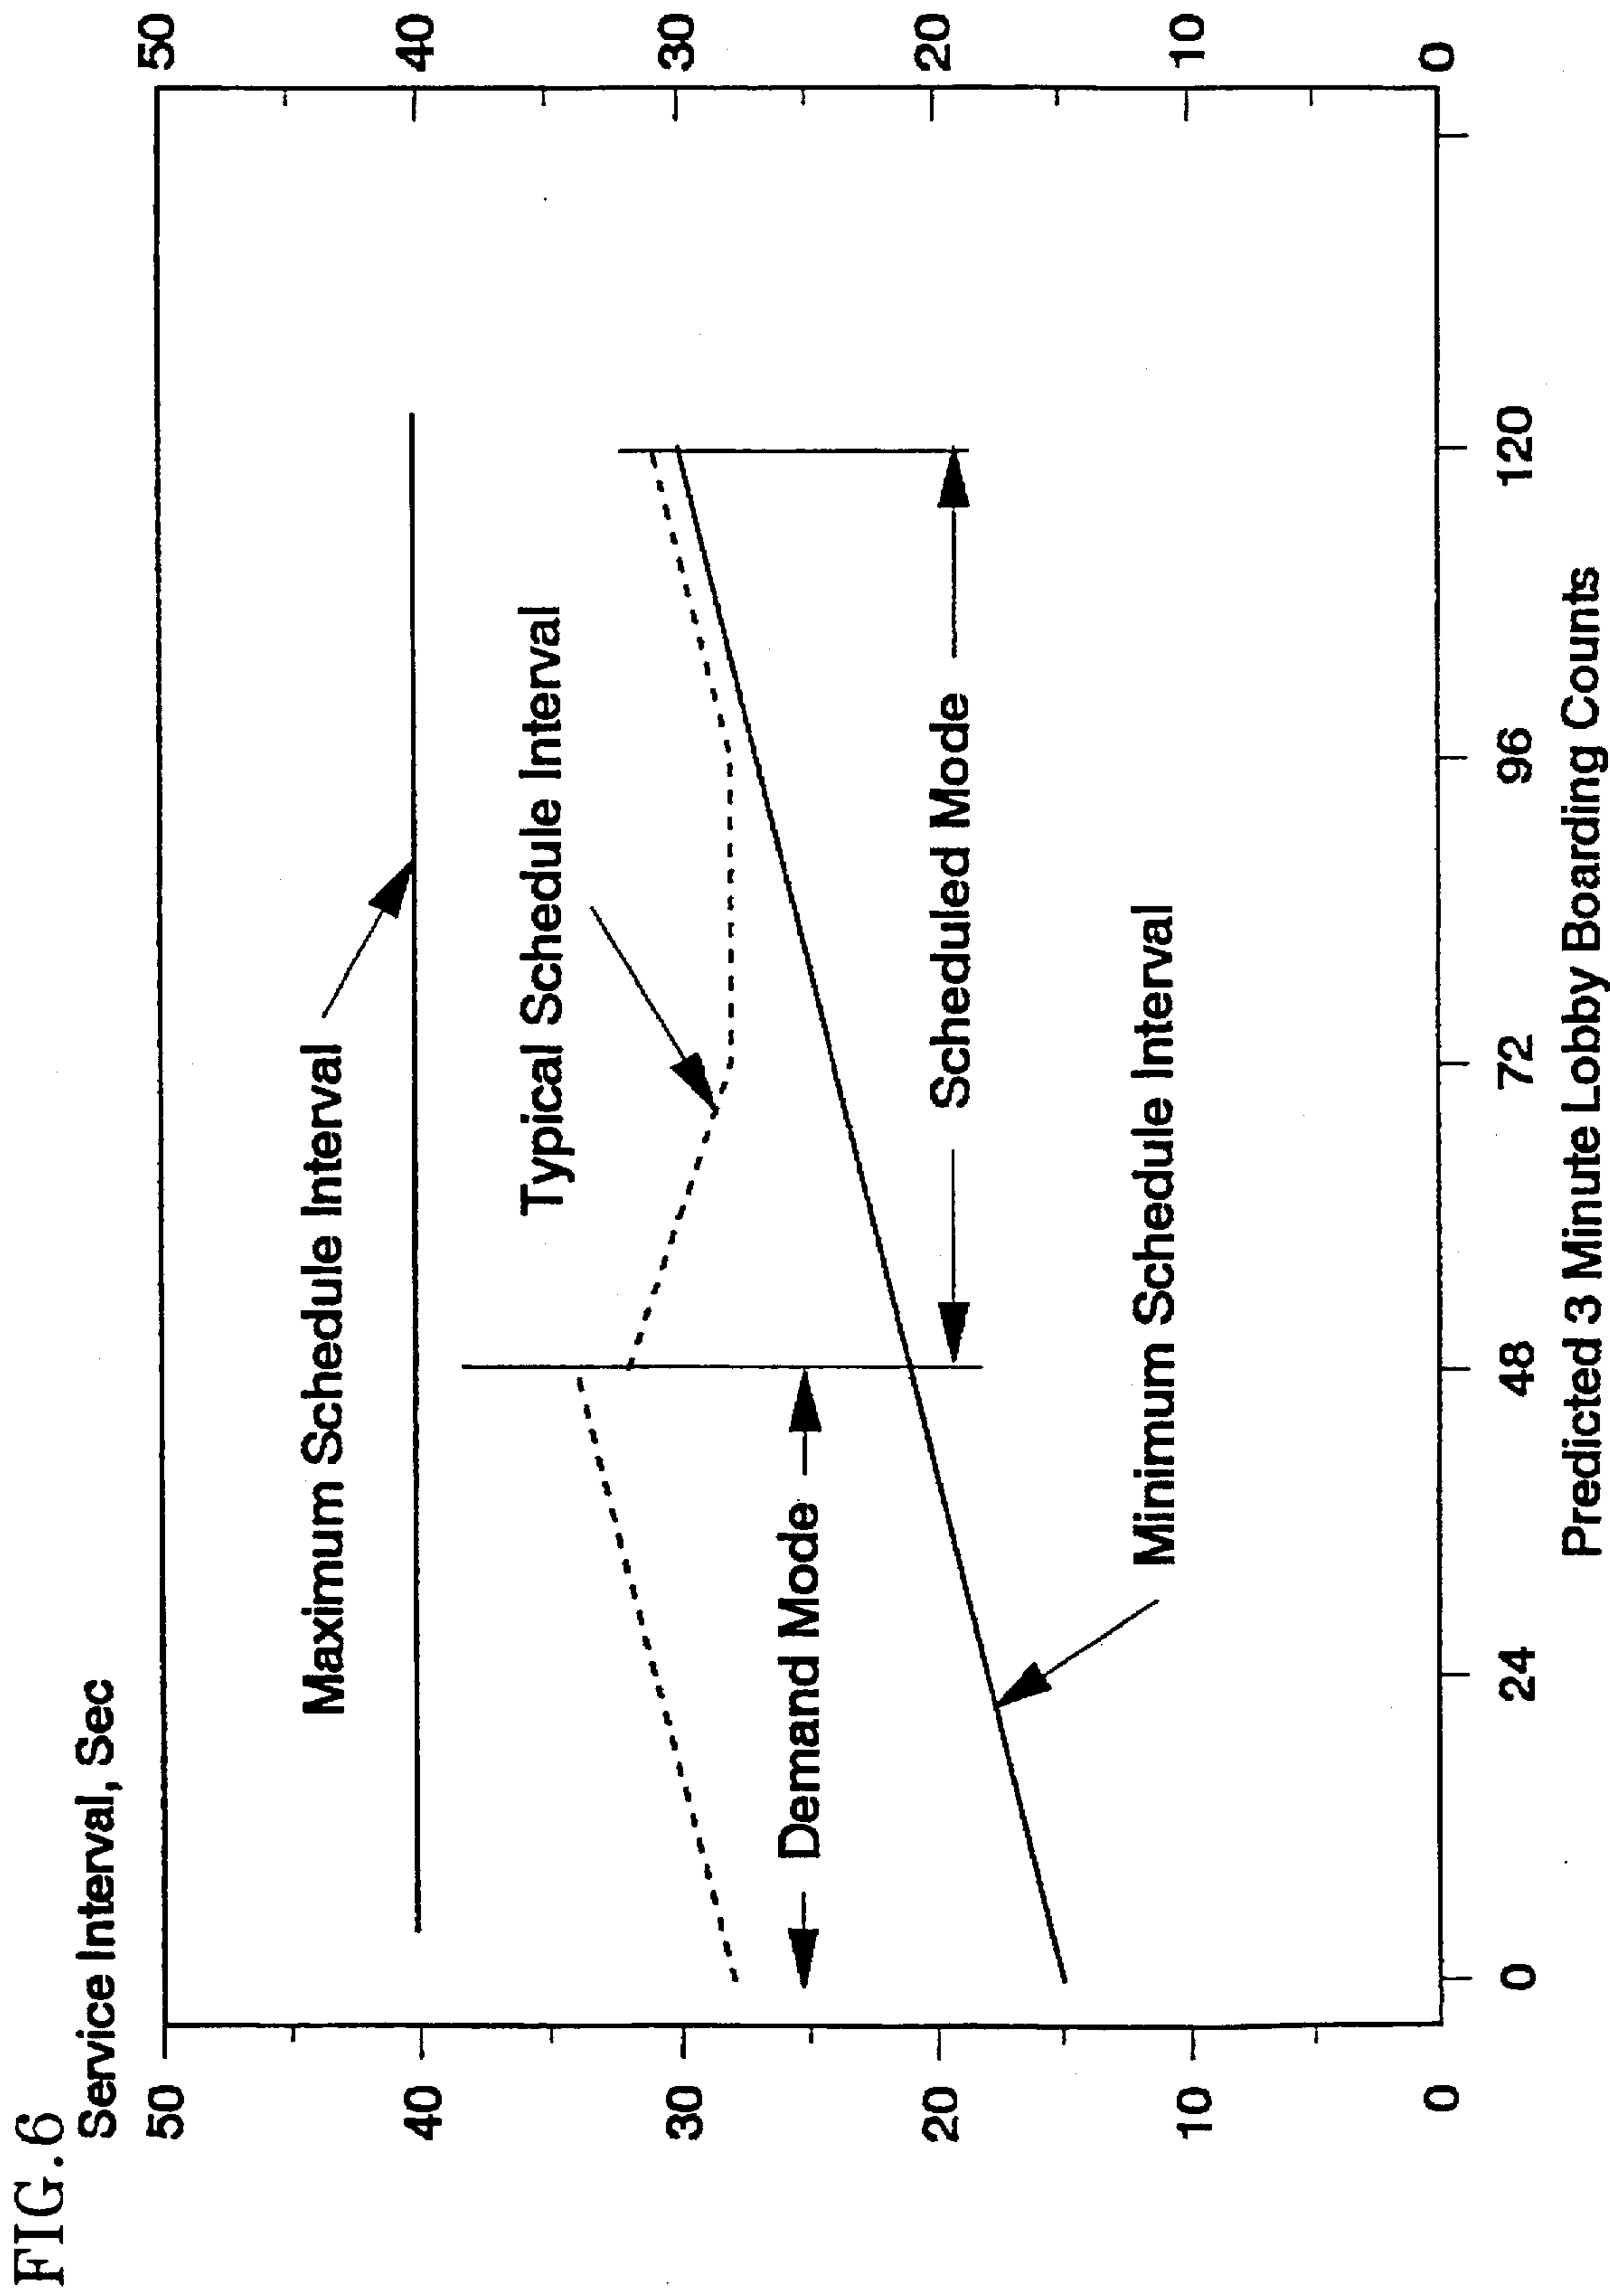 FIG.6
Service Interval, Sec
50
40
30
20
10
0
50
40
30
20
10
0
Maximum Schedule Interval
Typical Schedule Interval
Demand Mode
Scheduled Mode
Minimum Schedule Interval
0
24
48
72
96
120
Predicted 3 Minute Lobby Boarding Counts